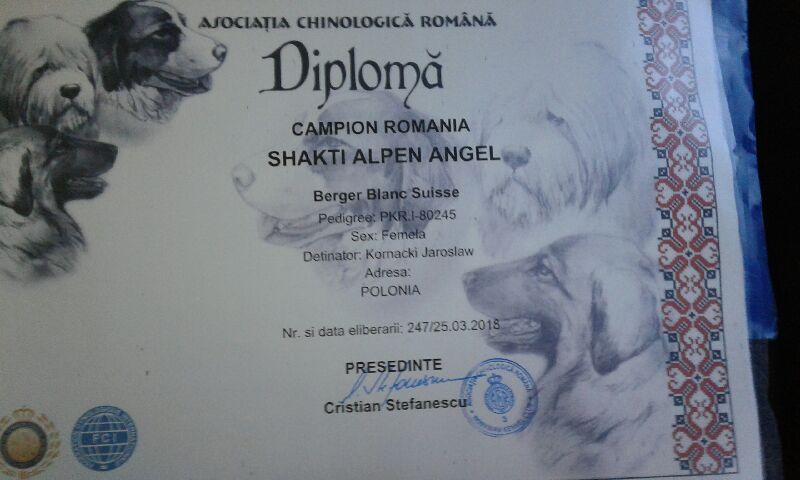 ASOCIAȚIA CHINOLOGICĂ ROMÂNĂ
Diplomă
CAMPION ROMANIA
SHAKTI ALPEN ANGEL
Berger Blanc Suisse
Pedigree: PKR.I-80245
Sex: Femela
Detinator: Kornacki Jaroslaw
Adresa:
POLONIA
Nr. si data eliberarii: 247/25.03.2018
PRESEDINTE
Cristian Stefanescu
FCI